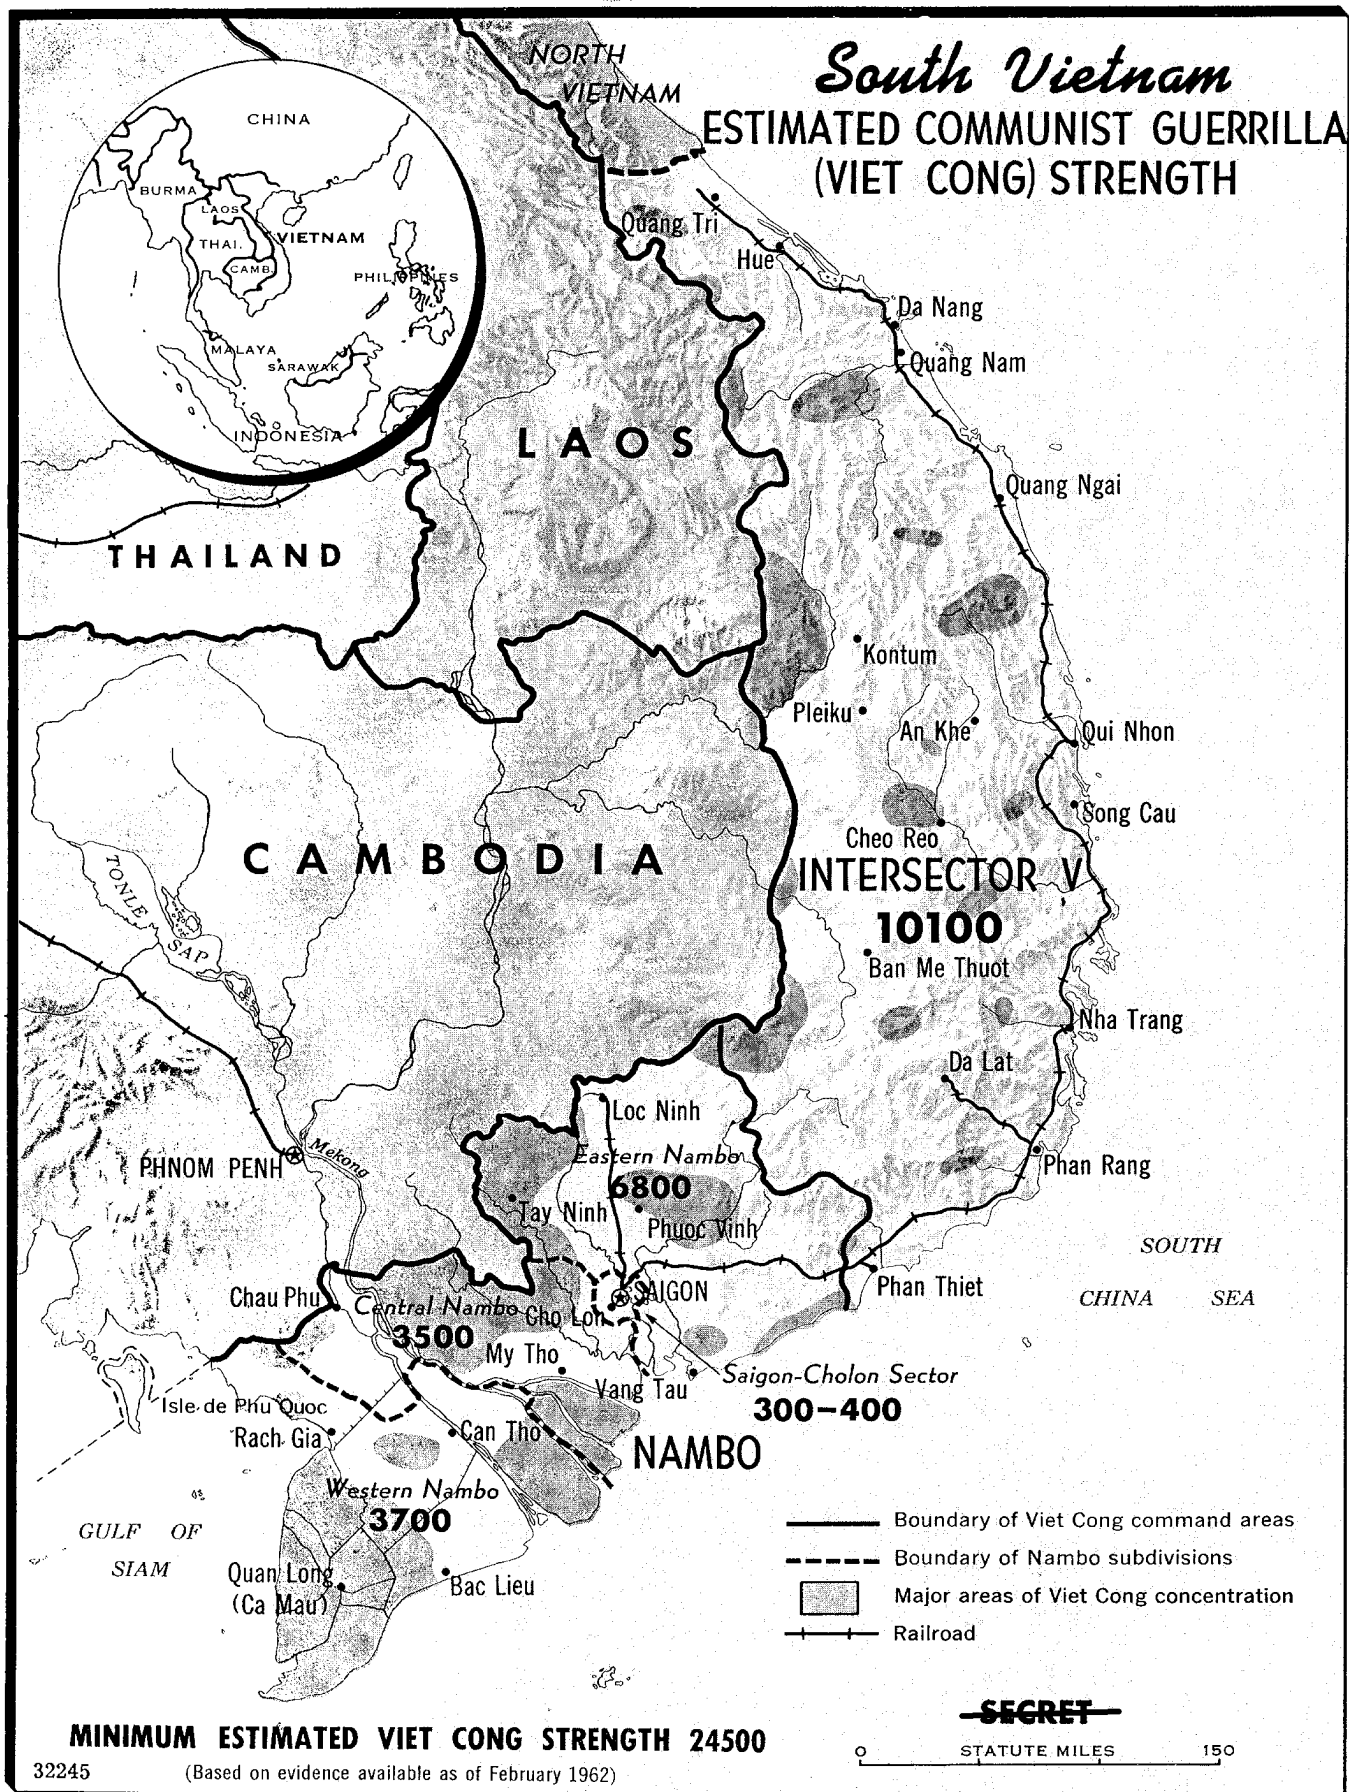 South Vietnam
ESTIMATED COMMUNIST GUERRILLA
(VIET CONG) STRENGTH
NORTH
VIETNAM
CHINA
BURMA
LAOS
THAI.
VIETNAM
CAMB.
PHILIPPINES
MALAYA
SARAWAK
INDONESIA
Quang Tri
Hue
Da Nang
Quang Nam
LAOS
Quang Ngai
THAILAND
Kontum
Pleiku
An Khe
Qui Nhon
Song Cau
Cheo Reo
CAMBODIA
TONLE
SAP
INTERSECTOR V
10100
Ban Me Thuot
Nha Trang
Da Lat
Loc Ninh
Eastern Nambo
6800
PHNOM PENH
Mekong
Phan Rang
Tay Ninh
Phuoc Vinh
SOUTH
CHINA SEA
Phan Thiet
Chau Phu
Central Nambo
3500
SAIGON
Cho Lon
My Tho
Vang Tau
Saigon-Cholon Sector
300-400
Isle de Phu Quoc
Rach Gia
Can Tho
NAMBO
Western Nambo
3700
GULF OF
SIAM
Quan Long
(Ca Mau)
Bac Lieu
Boundary of Viet Cong command areas
Boundary of Nambo subdivisions
Major areas of Viet Cong concentration
Railroad
SECRET
MINIMUM ESTIMATED VIET CONG STRENGTH 24500
0 STATUTE MILES 150
32245
(Based on evidence available as of February 1962)